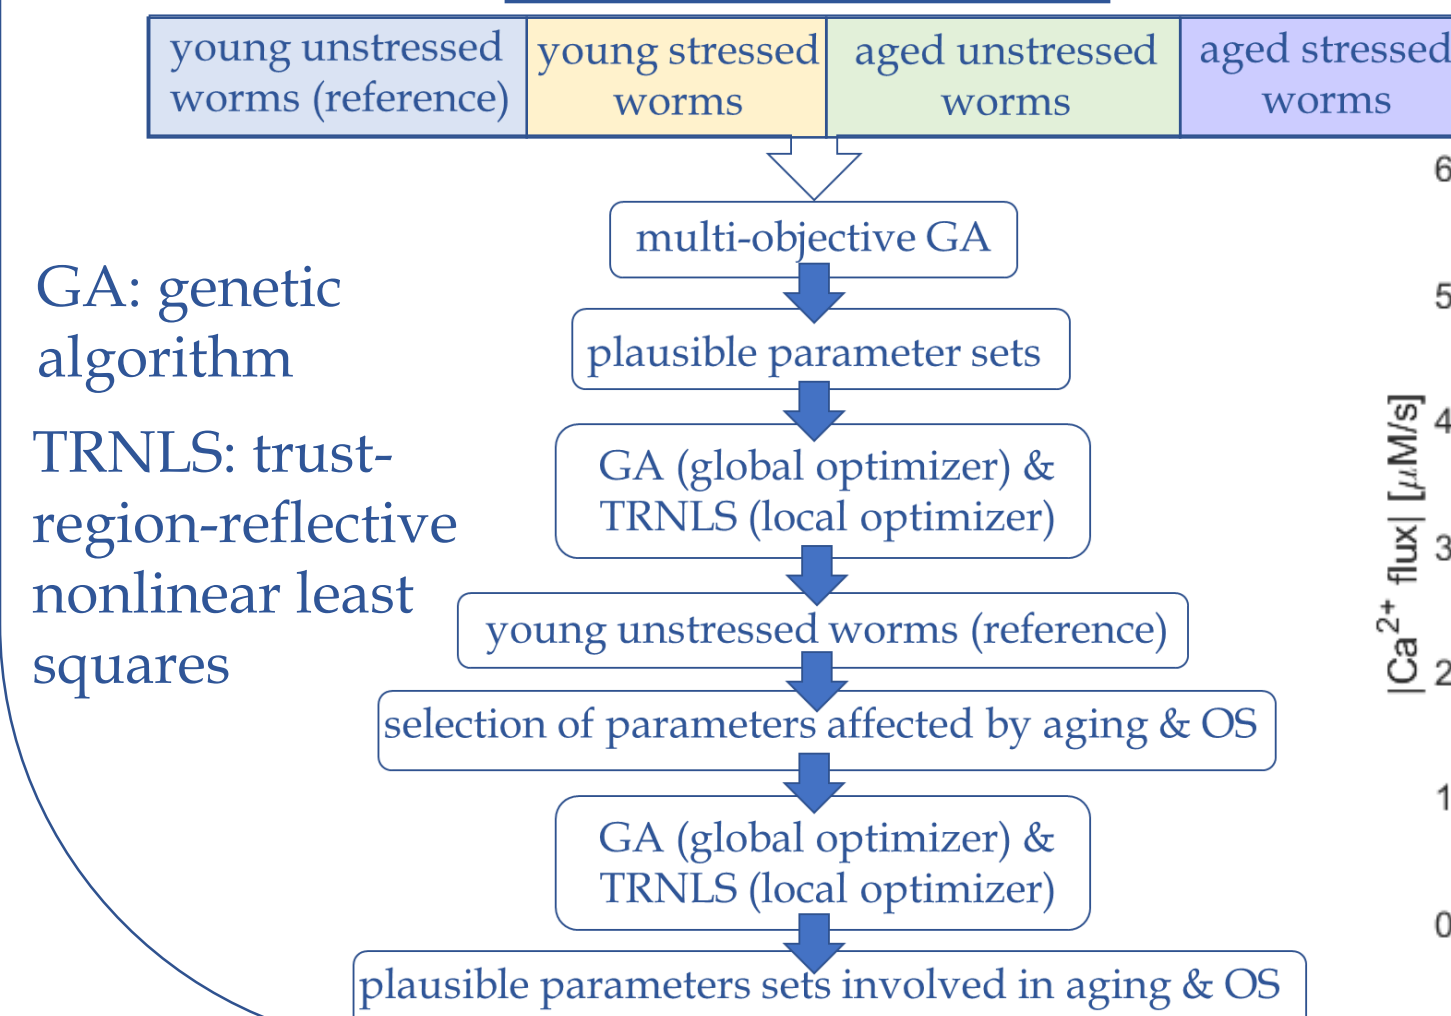 young unstressed
worms (reference)
young stressed
worms
aged unstressed
worms
aged stressed
worms
multi-objective GA
plausible parameter sets
GA (global optimizer) &
TRNLS (local optimizer)
young unstressed worms (reference)
selection of parameters affected by aging & OS
GA (global optimizer) &
TRNLS (local optimizer)
plausible parameters sets involved in aging & OS
GA: genetic
algorithm
TRNLS: trust-
region-reflective
nonlinear least
squares
|Ca²⁺ flux| [μM/s]
6
5
4
3
2
1
0